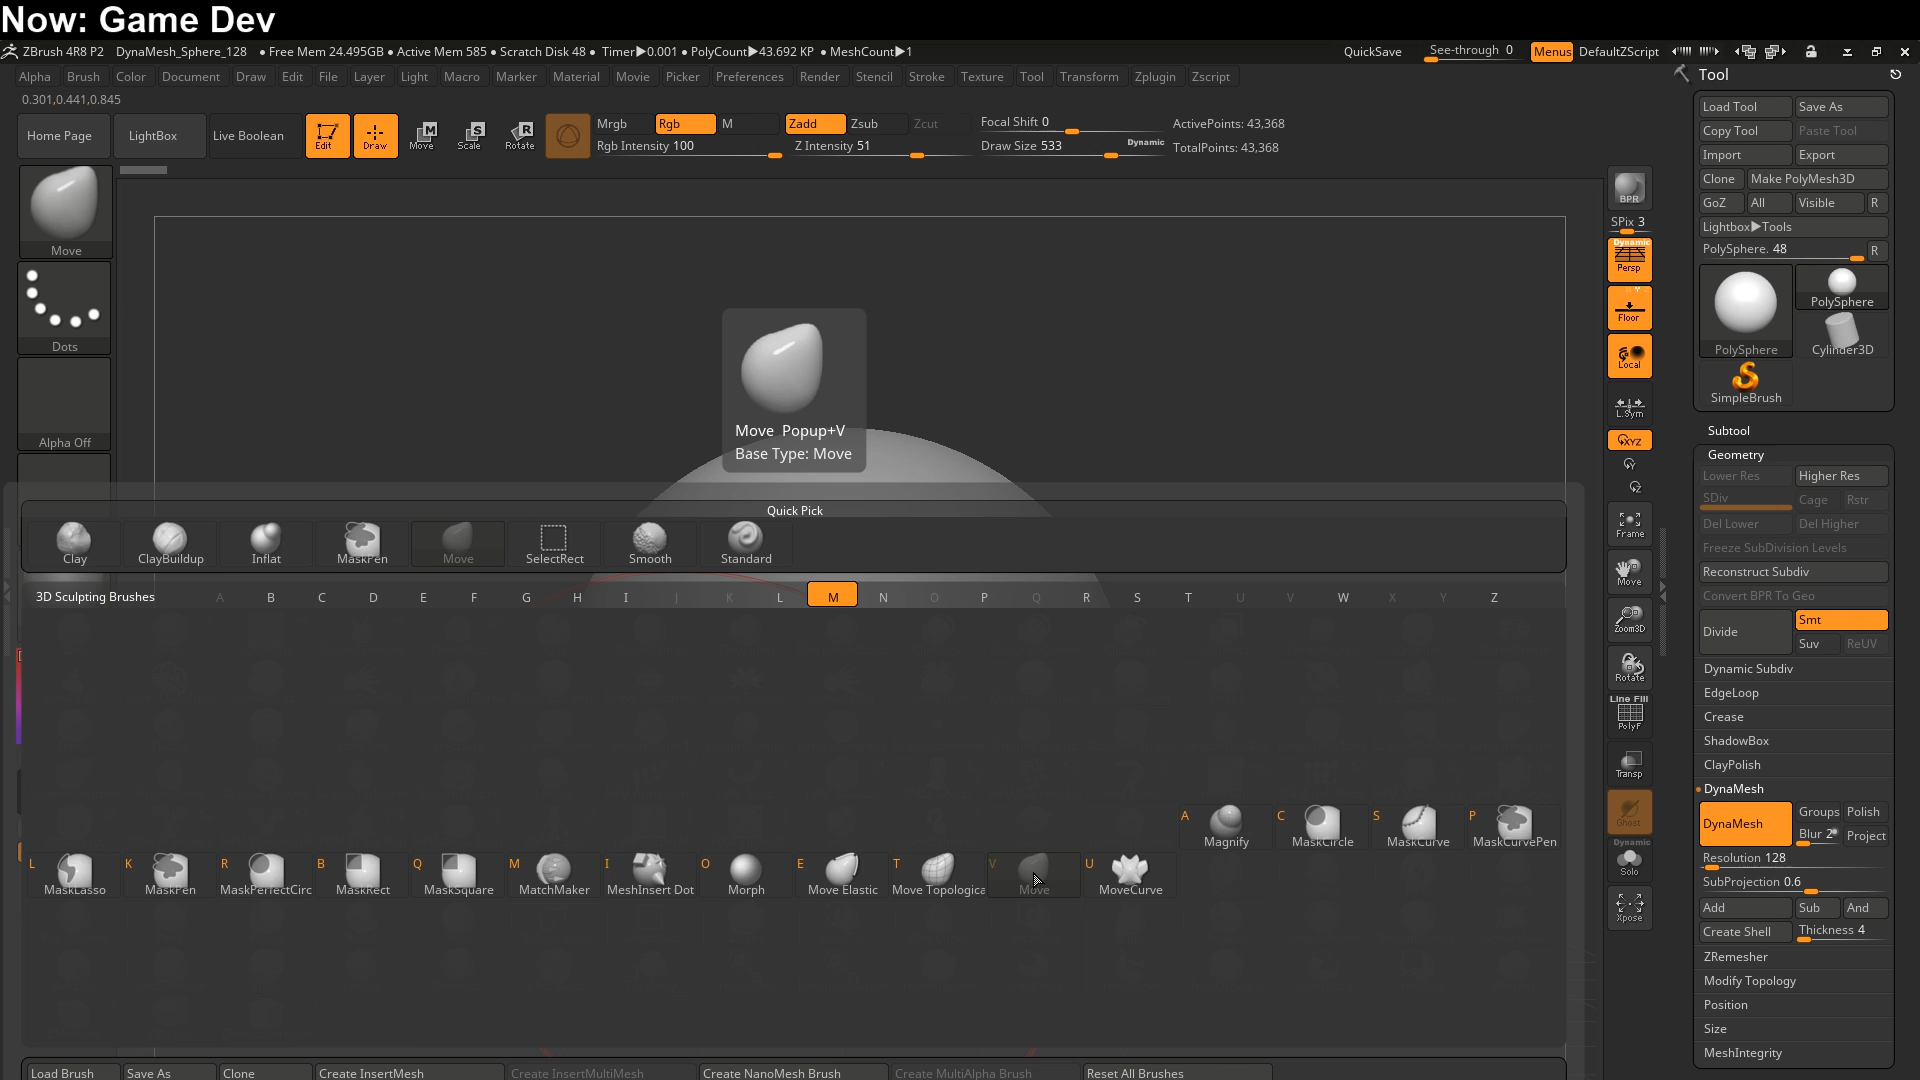 Now: Game Dev
ZBrush 4R8 P2 DynaMesh_Sphere_128 • Free Mem 24.495GB • Active Mem 585 • Scratch Disk 48 • Timer▶0.001 • PolyCount▶43.692 KP • MeshCount▶1 QuickSave See-through 0 Menus DefaultZScript
Alpha Brush Color Document Draw Edit File Layer Light Macro Marker Material Movie Picker Preferences Render Stencil Stroke Texture Tool Transform Zplugin Zscript
Tool
0.301,0.441,0.845
Load Tool Save As
Copy Tool Paste Tool
Import Export
Clone Make PolyMesh3D
GoZ All Visible R
Lightbox▶Tools
PolySphere. 48 R
PolySphere
PolySphere
Cylinder3D
SimpleBrush
Home Page LightBox Live Boolean Edit Draw Move Scale Rotate
Mrgb Rgb M Zadd Zsub Zcut Focal Shift 0 ActivePoints: 43,368
Rgb Intensity 100 Z Intensity 51 Draw Size 533 Dynamic TotalPoints: 43,368
Move
Dots
Alpha Off
Move Popup+V
Base Type: Move
Quick Pick
Clay ClayBuildup Inflat MaskPen Move SelectRect Smooth Standard
3D Sculpting Brushes A B C D E F G H I J K L M N O P Q R S T U V W X Y Z
A Magnify C MaskCircle S MaskCurve P MaskCurvePen
L MaskLasso K MaskPen R MaskPerfectCirc B MaskRect Q MaskSquare M MatchMaker I MeshInsert Dot O Morph E Move Elastic T Move Topologica V Move U MoveCurve
Load Brush Save As Clone Create InsertMesh Create InsertMultiMesh Create NanoMesh Brush Create MultiAlpha Brush Reset All Brushes
BPR
SPix 3
Dynamic
Persp
Floor
Local
L.Sym
XYZ
Y
Z
Frame
Move
Zoom3D
Rotate
Line Fill
PolyF
Transp
Ghost
Dynamic
Solo
Xpose
Subtool
Geometry
Lower Res Higher Res
SDiv Cage Rstr
Del Lower Del Higher
Freeze SubDivision Levels
Reconstruct Subdiv
Convert BPR To Geo
Divide Smt
Suv ReUV
Dynamic Subdiv
EdgeLoop
Crease
ShadowBox
ClayPolish
DynaMesh
DynaMesh Groups Polish
Blur 2 Project
Resolution 128
SubProjection 0.6
Add Sub And
Create Shell Thickness 4
ZRemesher
Modify Topology
Position
Size
MeshIntegrity